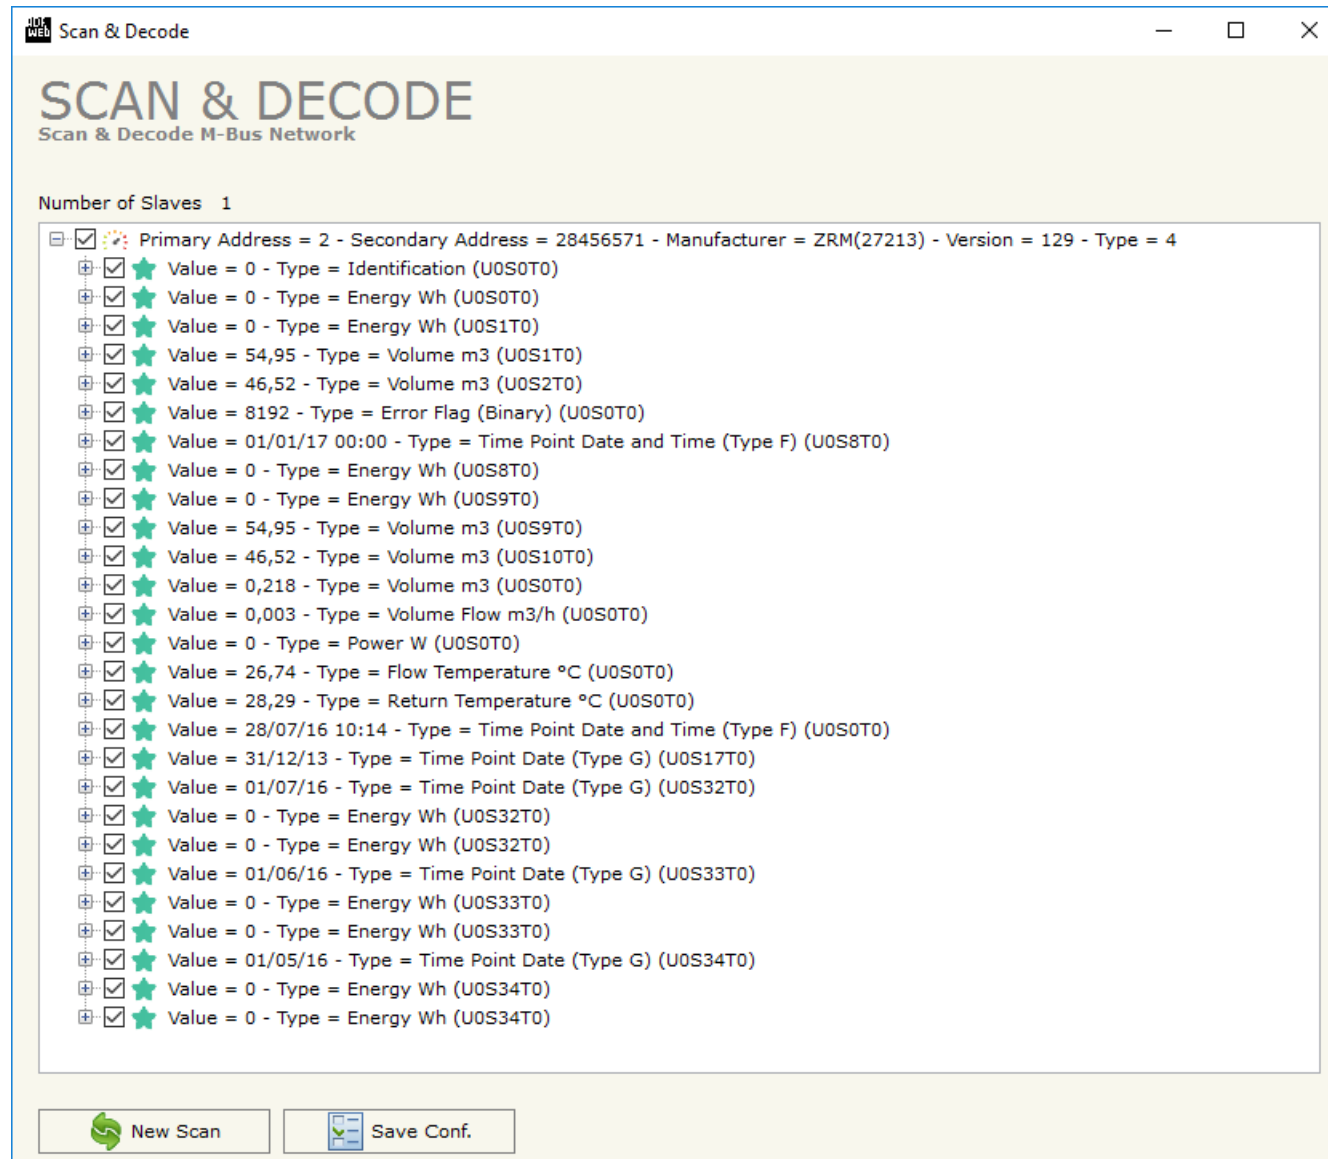 ADF
WEB
Scan & Decode
SCAN & DECODE
Scan & Decode M-Bus Network
Number of Slaves 1
Primary Address = 2 - Secondary Address = 28456571 - Manufacturer = ZRM(27213) - Version = 129 - Type = 4
Value = 0 - Type = Identification (U0S0T0)
Value = 0 - Type = Energy Wh (U0S0T0)
Value = 0 - Type = Energy Wh (U0S1T0)
Value = 54,95 - Type = Volume m3 (U0S1T0)
Value = 46,52 - Type = Volume m3 (U0S2T0)
Value = 8192 - Type = Error Flag (Binary) (U0S0T0)
Value = 01/01/17 00:00 - Type = Time Point Date and Time (Type F) (U0S8T0)
Value = 0 - Type = Energy Wh (U0S8T0)
Value = 0 - Type = Energy Wh (U0S9T0)
Value = 54,95 - Type = Volume m3 (U0S9T0)
Value = 46,52 - Type = Volume m3 (U0S10T0)
Value = 0,218 - Type = Volume m3 (U0S0T0)
Value = 0,003 - Type = Volume Flow m3/h (U0S0T0)
Value = 0 - Type = Power W (U0S0T0)
Value = 26,74 - Type = Flow Temperature °C (U0S0T0)
Value = 28,29 - Type = Return Temperature °C (U0S0T0)
Value = 28/07/16 10:14 - Type = Time Point Date and Time (Type F) (U0S0T0)
Value = 31/12/13 - Type = Time Point Date (Type G) (U0S17T0)
Value = 01/07/16 - Type = Time Point Date (Type G) (U0S32T0)
Value = 0 - Type = Energy Wh (U0S32T0)
Value = 0 - Type = Energy Wh (U0S32T0)
Value = 01/06/16 - Type = Time Point Date (Type G) (U0S33T0)
Value = 0 - Type = Energy Wh (U0S33T0)
Value = 0 - Type = Energy Wh (U0S33T0)
Value = 01/05/16 - Type = Time Point Date (Type G) (U0S34T0)
Value = 0 - Type = Energy Wh (U0S34T0)
Value = 0 - Type = Energy Wh (U0S34T0)
New Scan
Save Conf.